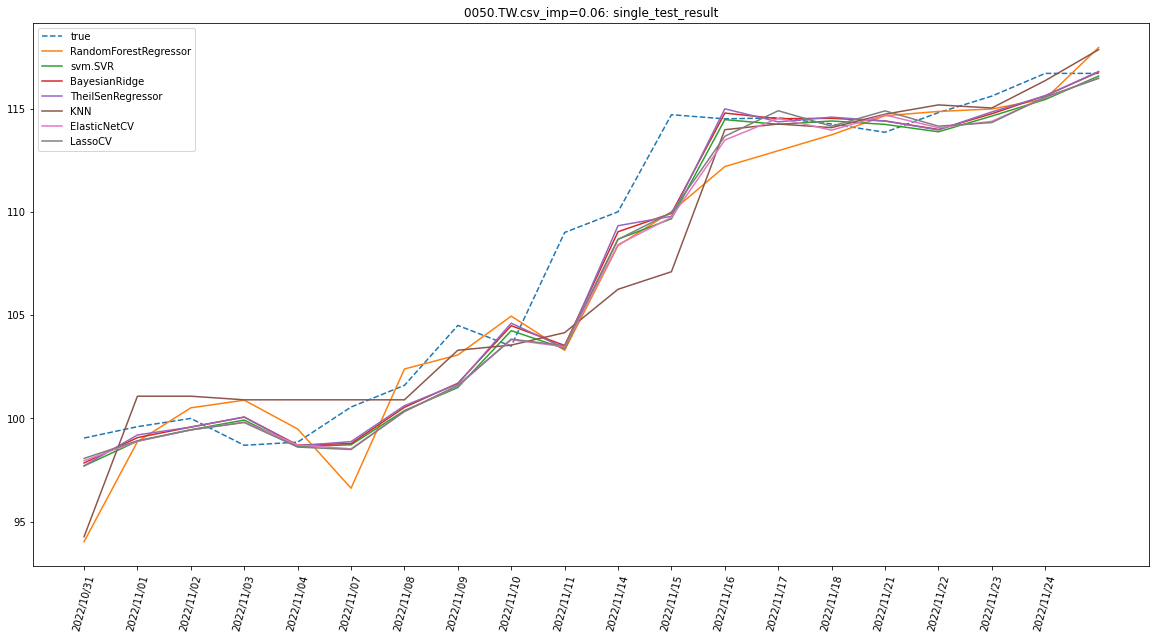 0050.TW.csv_imp=0.06: single_test_result
true
RandomForestRegressor
svm.SVR
BayesianRidge
TheilSenRegressor
KNN
ElasticNetCV
LassoCV
115
110
105
100
95
2022/10/31
2022/11/01
2022/11/02
2022/11/03
2022/11/04
2022/11/07
2022/11/08
2022/11/09
2022/11/10
2022/11/11
2022/11/14
2022/11/15
2022/11/16
2022/11/17
2022/11/18
2022/11/21
2022/11/22
2022/11/23
2022/11/24